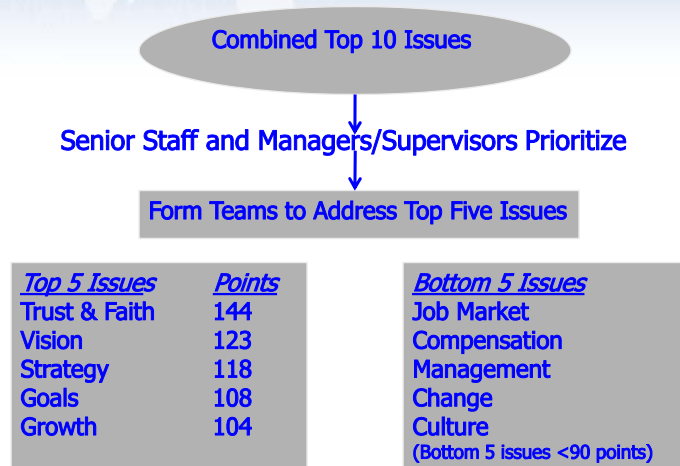 Combined Top 10 Issues
Senior Staff and Managers/Supervisors Prioritize
Form Teams to Address Top Five Issues
Top 5 Issues Points
Trust & Faith 144
Vision 123
Strategy 118
Goals 108
Growth 104
Bottom 5 Issues
Job Market
Compensation
Management
Change
Culture
(Bottom 5 issues <90 points)